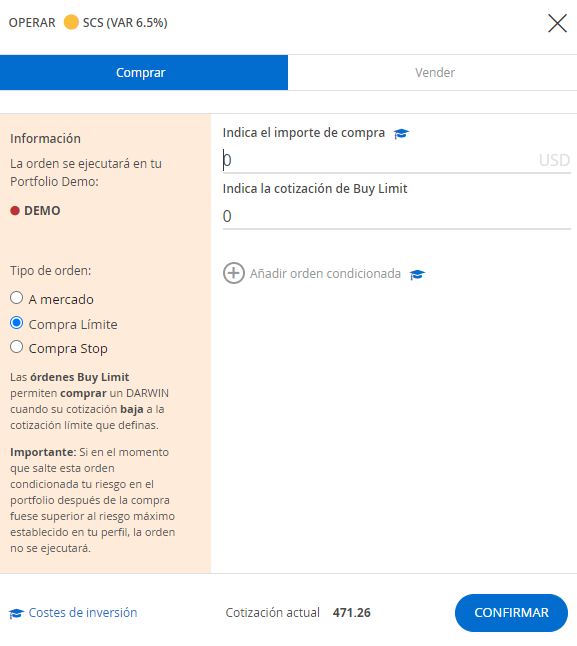 OPERAR SCS (VAR 6.5%)
Comprar
Vender
Información
La orden se ejecutará en tu
Portfolio Demo:
DEMO
Tipo de orden:
A mercado
Compra Límite
Compra Stop
Las órdenes Buy Limit
permiten comprar un DARWIN
cuando su cotización baja a la
cotización límite que definas.
Importante: Si en el momento
que salte esta orden
condicionada tu riesgo en el
portfolio después de la compra
fuese superior al riesgo máximo
establecido en tu perfil, la orden
no se ejecutará.
Indica el importe de compra
0 USD
Indica la cotización de Buy Limit
0
Añadir orden condicionada
Costes de inversión
Cotización actual 471.26
CONFIRMAR